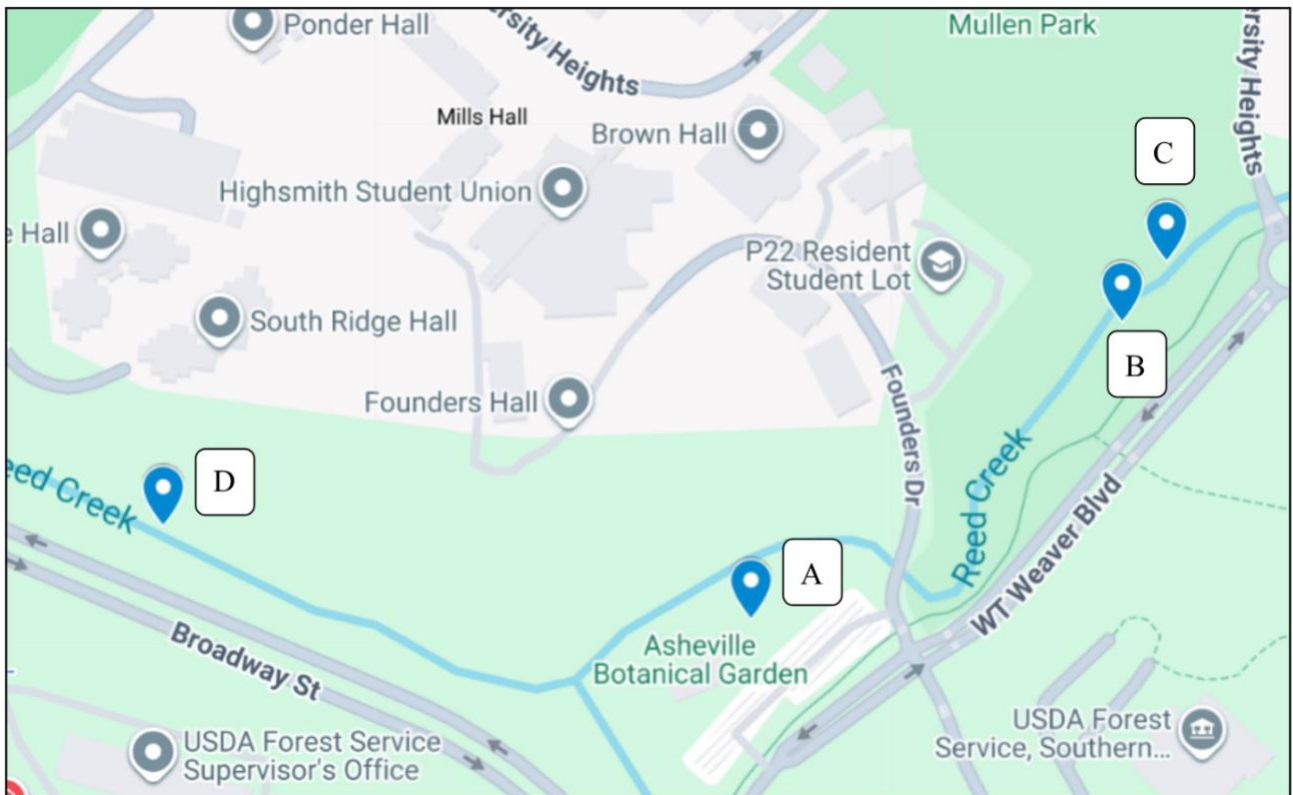 Ponder Hall
ersity Heights
Mullen Park
rsity Heights
Mills Hall
Brown Hall
C
Highsmith Student Union
e Hall
P22 Resident
Student Lot
South Ridge Hall
B
Founders Hall
Founders Dr
eed Creek
D
Reed Creek
WT Weaver Blvd
A
Asheville
Botanical Garden
Broadway St
USDA Forest Service
Supervisor's Office
USDA Forest
Service, Southern...